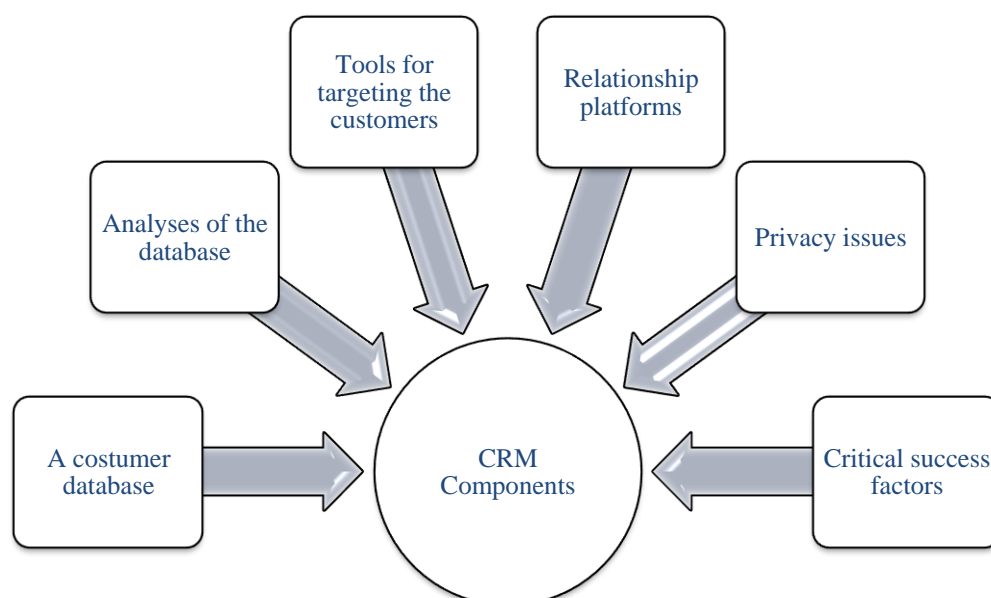 Tools for
targeting the
customers
Relationship
platforms
Analyses of the
database
Privacy issues
A costumer
database
CRM
Components
Critical success
factors